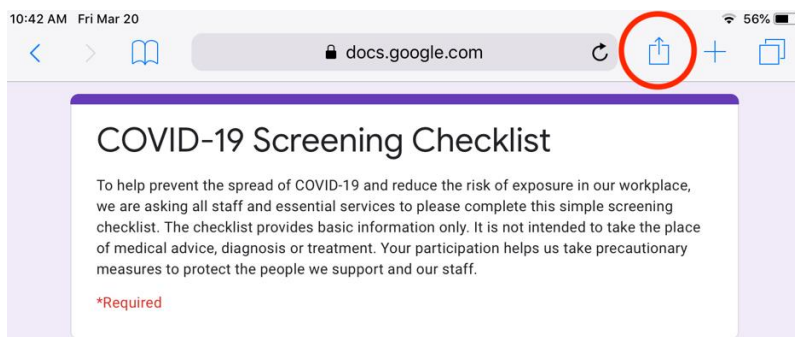 10:42 AM Fri Mar 20
56%
docs.google.com
COVID-19 Screening Checklist
To help prevent the spread of COVID-19 and reduce the risk of exposure in our workplace,
we are asking all staff and essential services to please complete this simple screening
checklist. The checklist provides basic information only. It is not intended to take the place
of medical advice, diagnosis or treatment. Your participation helps us take precautionary
measures to protect the people we support and our staff.
*Required